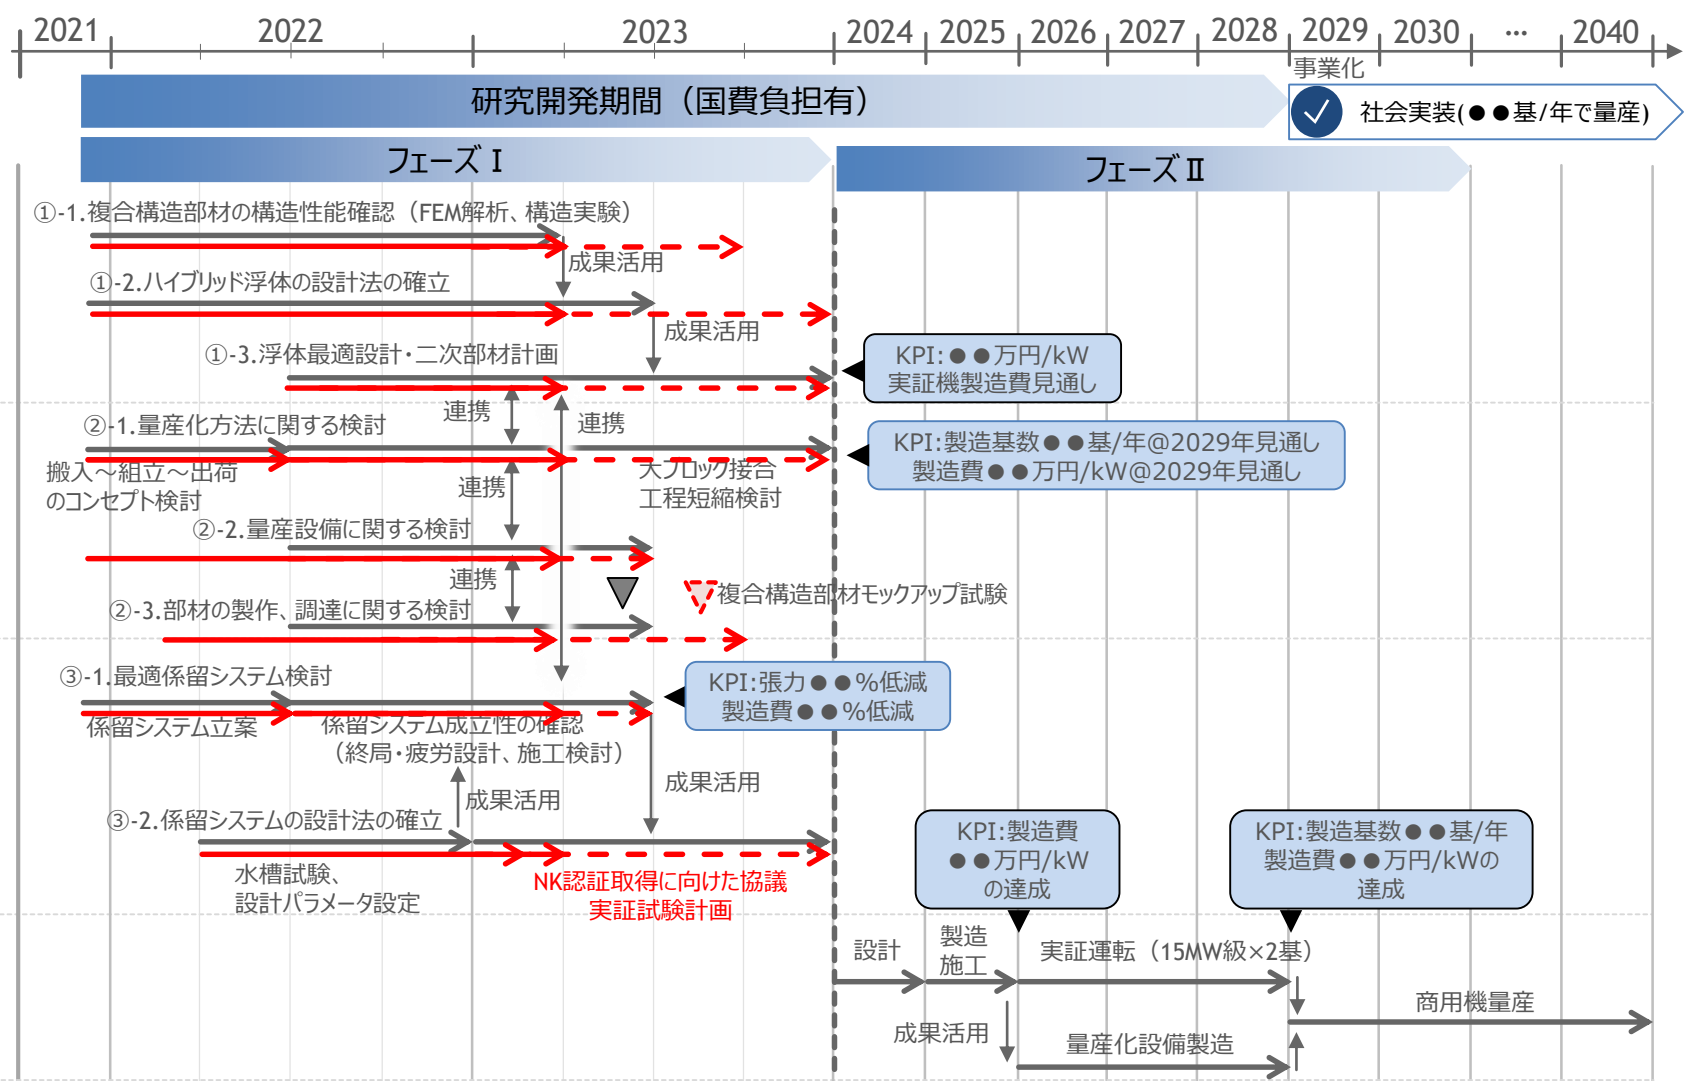 2021 2022 2023 2024 2025 2026 2027 2028 2029 2030 … 2040
事業化
研究開発期間（国費負担有）
社会実装(●●基/年で量産)
フェーズⅠ
フェーズⅡ
①-1.複合構造部材の構造性能確認（FEM解析、構造実験）
成果活用
①-2.ハイブリッド浮体の設計法の確立
成果活用
①-3.浮体最適設計・二次部材計画
KPI:●●万円/kW
実証機製造費見通し
連携
連携
②-1.量産化方法に関する検討
KPI:製造基数●●基/年@2029年見通し
製造費●●万円/kW@2029年見通し
搬入～組立～出荷
のコンセプト検討
連携
大ブロック接合
工程短縮検討
②-2.量産設備に関する検討
連携
複合構造部材モックアップ試験
②-3.部材の製作、調達に関する検討
③-1.最適係留システム検討
KPI:張力●●%低減
製造費●●%低減
係留システム立案
係留システム成立性の確認
（終局・疲労設計、施工検討）
成果活用
成果活用
③-2.係留システムの設計法の確立
水槽試験、
設計パラメータ設定
NK認証取得に向けた協議
実証試験計画
KPI:製造費
●●万円/kW
の達成
KPI:製造基数●●基/年
製造費●●万円/kWの
達成
設計
製造
施工
実証運転（15MW級×2基）
商用機量産
成果活用
量産化設備製造